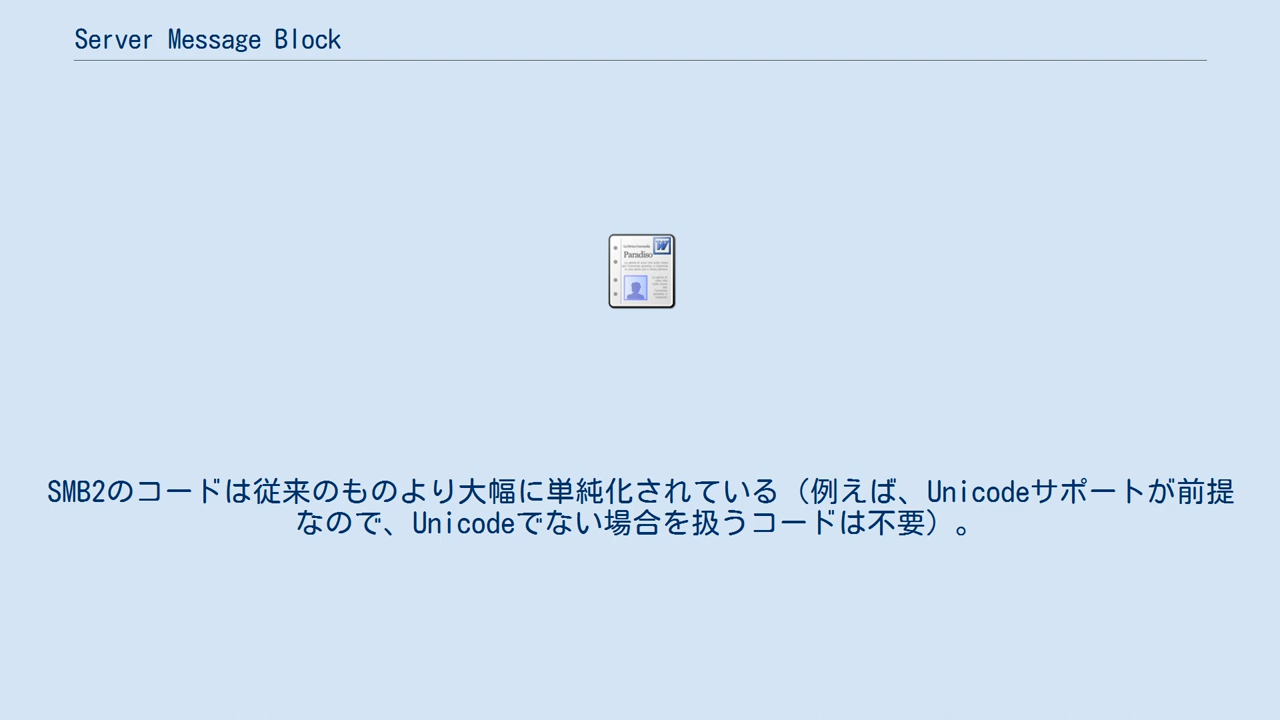 Server Message Block
Paradiso
W
SMB2のコードは従来のものより大幅に単純化されている（例えば、Unicodeサポートが前提
なので、Unicodeでない場合を扱うコードは不要）。